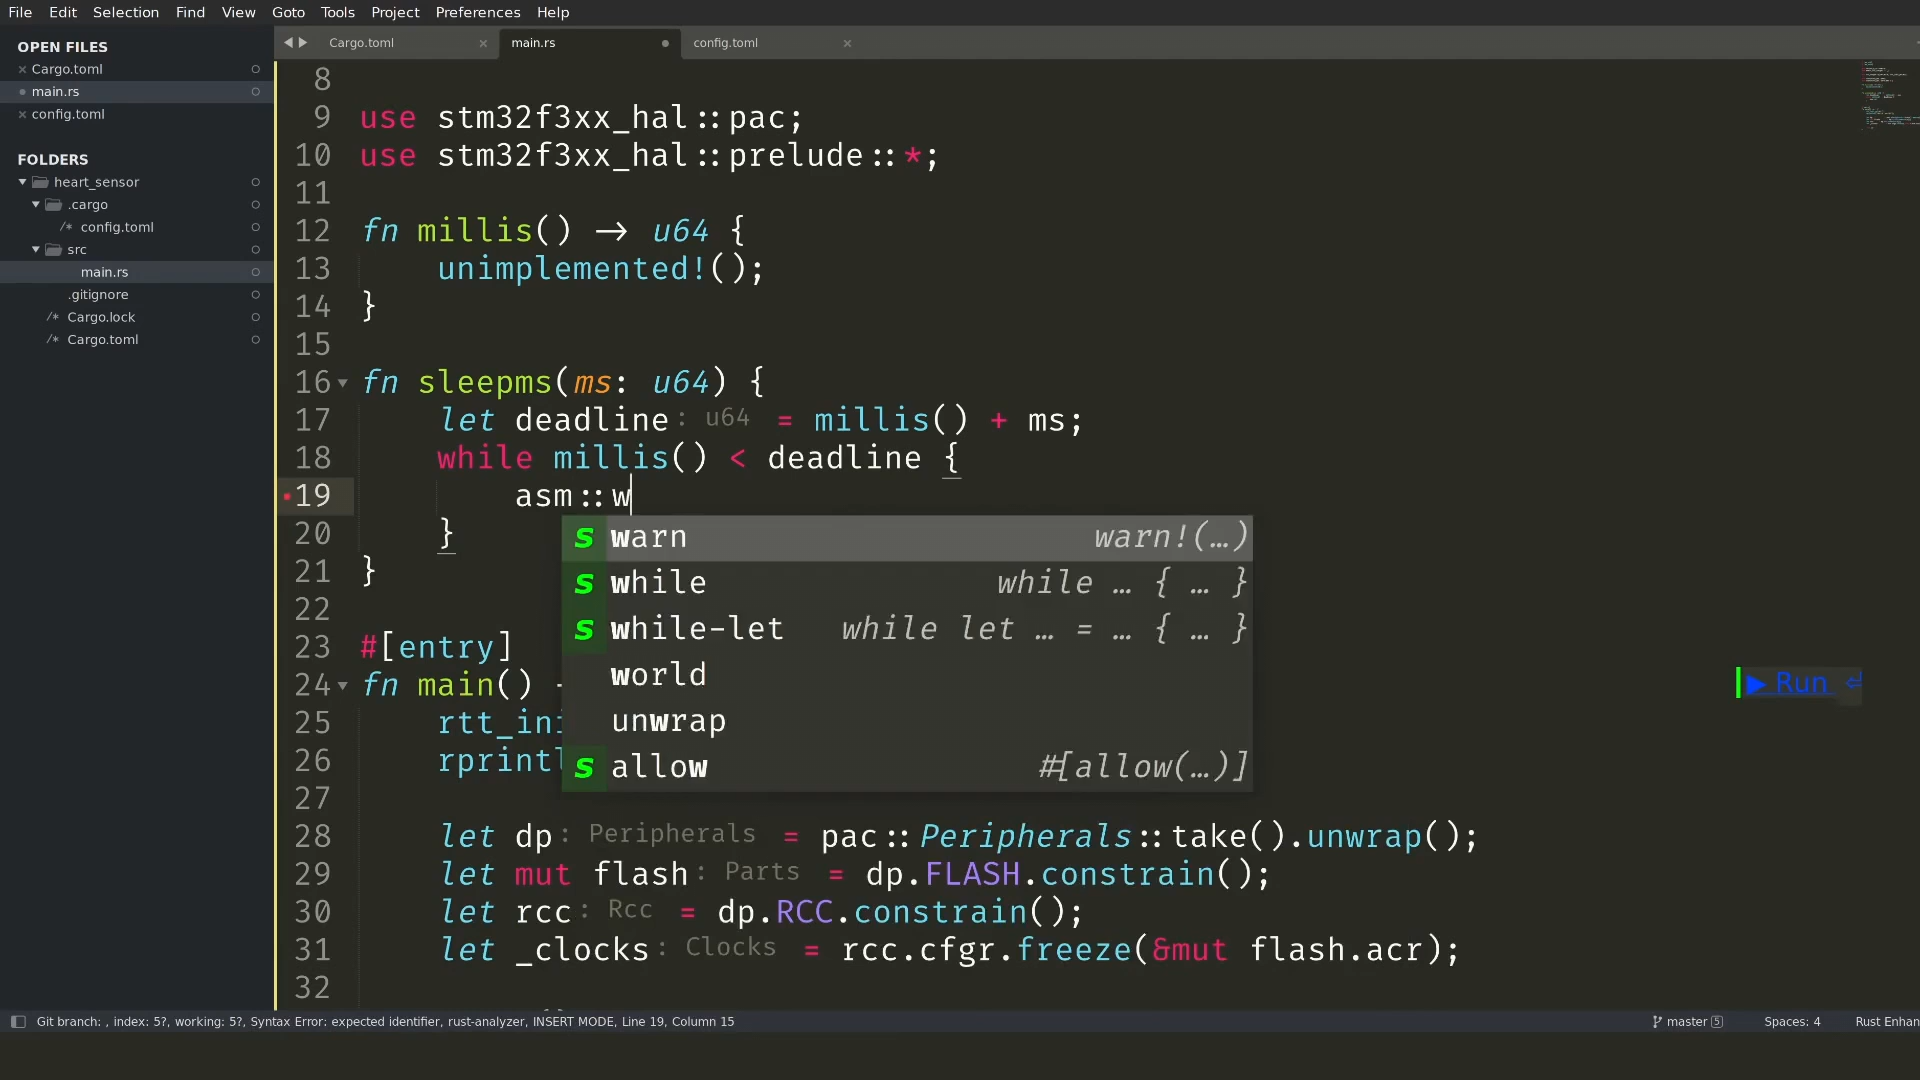 File Edit Selection Find View Goto Tools Project Preferences Help
OPEN FILES
Cargo.toml
main.rs
config.toml
FOLDERS
heart_sensor
.cargo
/* config.toml
src
main.rs
.gitignore
/* Cargo.lock
/* Cargo.toml
Cargo.toml × main.rs config.toml ×
8
9 use stm32f3xx_hal::pac;
10 use stm32f3xx_hal::prelude::*;
11
12 fn millis() → u64 {
13 unimplemented!();
14 }
15
16 fn sleepms(ms: u64) {
17 let deadline: u64 = millis() + ms;
18 while millis() < deadline {
19 asm::w
20 }
21 }
22
23 #[entry]
24 fn main()
25 rtt_ini
26 rprintl
27
28 let dp: Peripherals = pac::Peripherals::take().unwrap();
29 let mut flash: Parts = dp.FLASH.constrain();
30 let rcc: Rcc = dp.RCC.constrain();
31 let _clocks: Clocks = rcc.cfgr.freeze(&mut flash.acr);
32
s warn warn!(…)
s while while … { … }
s while-let while let … = … { … }
world
unwrap
s allow #[allow(…)]
▶ Run ⏎
Git branch: , index: 5?, working: 5?, Syntax Error: expected identifier, rust-analyzer, INSERT MODE, Line 19, Column 15
master 5 Spaces: 4 Rust Enhan